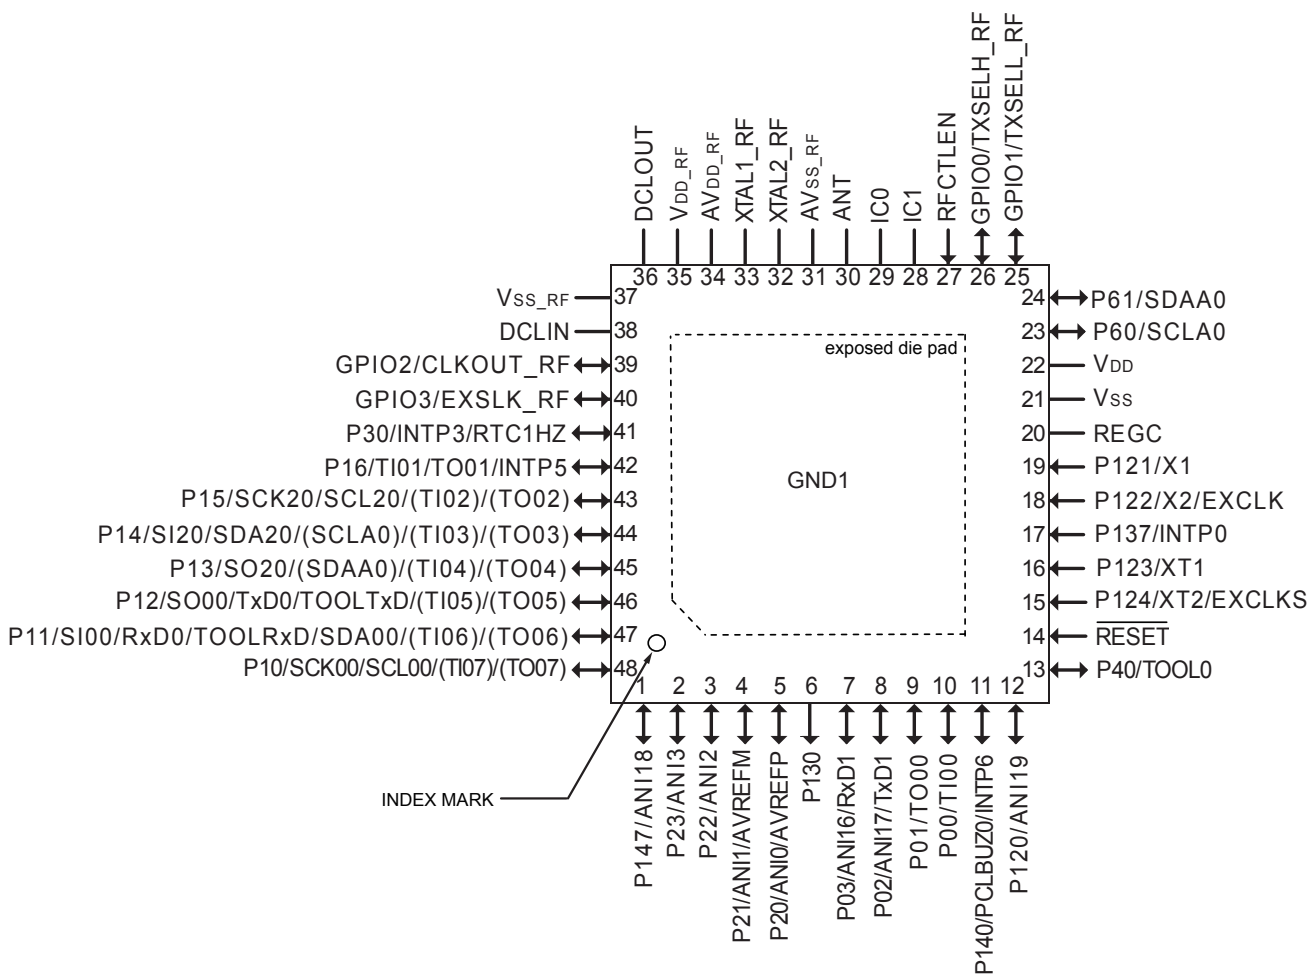 DCLOUT
VDD_RF
AVDD_RF
XTAL1_RF
XTAL2_RF
AVSS_RF
ANT
IC0
IC1
RFCTLEN
GPIO0/TXSELH_RF
GPIO1/TXSELL_RF
36 35 34 33 32 31 30 29 28 27 26 25
VSS_RF 37
DCLIN 38
GPIO2/CLKOUT_RF 39
GPIO3/EXSLK_RF 40
P30/INTP3/RTC1HZ 41
P16/TI01/TO01/INTP5 42
P15/SCK20/SCL20/(TI02)/(TO02) 43
P14/SI20/SDA20/(SCLA0)/(TI03)/(TO03) 44
P13/SO20/(SDAA0)/(TI04)/(TO04) 45
P12/SO00/TxD0/TOOLTxD/(TI05)/(TO05) 46
P11/SI00/RxD0/TOOLRxD/SDA00/(TI06)/(TO06) 47
P10/SCK00/SCL00/(TI07)/(TO07) 48
exposed die pad
GND1
24 P61/SDAA0
23 P60/SCLA0
22 VDD
21 VSS
20 REGC
19 P121/X1
18 P122/X2/EXCLK
17 P137/INTP0
16 P123/XT1
15 P124/XT2/EXCLKS
14 RESET
13 P40/TOOL0
1 2 3 4 5 6 7 8 9 10 11 12
P147/ANI18
P23/ANI3
P22/ANI2
P21/ANI1/AVREFM
P20/ANI0/AVREFP
P130
P03/ANI16/RxD1
P02/ANI17/TxD1
P01/TO00
P00/TI00
P140/PCLBUZ0/INTP6
P120/ANI19
INDEX MARK